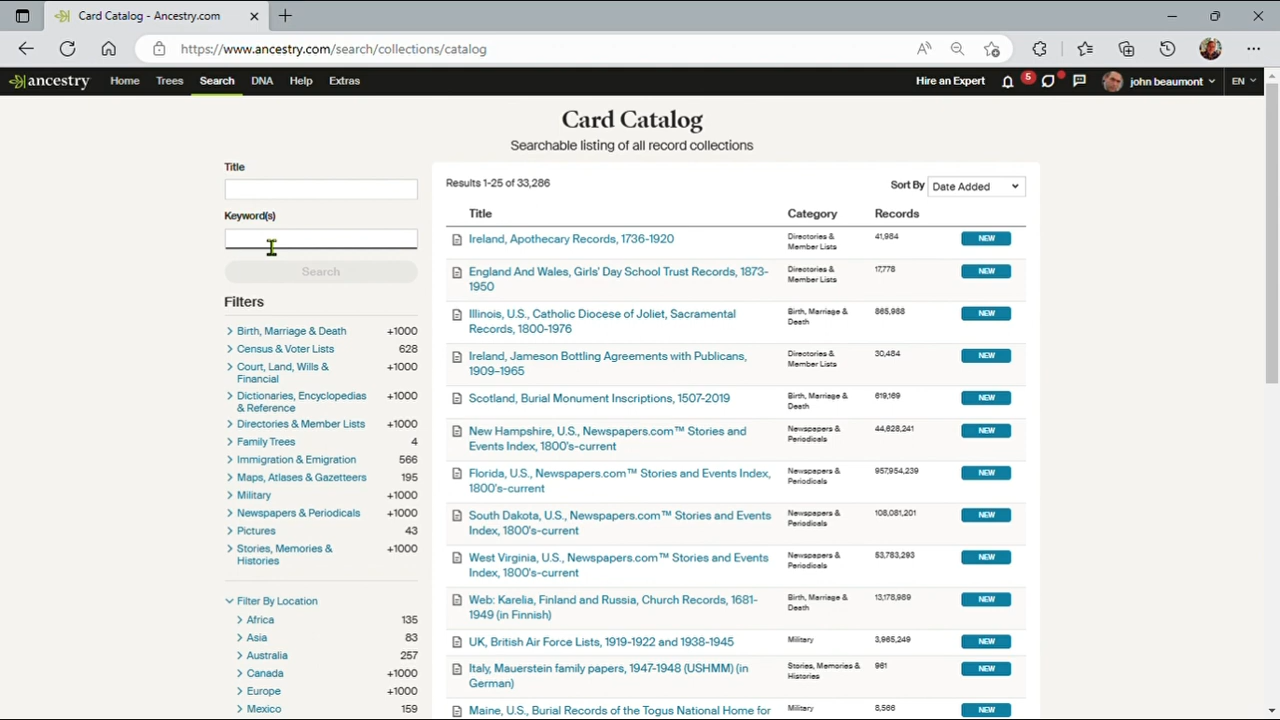 Card Catalog - Ancestry.com
https://www.ancestry.com/search/collections/catalog
ancestry Home Trees Search DNA Help Extras Hire an Expert 5 john beaumont EN
Card Catalog
Searchable listing of all record collections
Title
Keyword(s)
Search
Filters
Birth, Marriage & Death +1000
Census & Voter Lists 628
Court, Land, Wills & +1000
Financial
Dictionaries, Encyclopedias +1000
& Reference
Directories & Member Lists +1000
Family Trees 4
Immigration & Emigration 566
Maps, Atlases & Gazetteers 195
Military +1000
Newspapers & Periodicals +1000
Pictures 43
Stories, Memories & +1000
Histories
Filter By Location
Africa 135
Asia 83
Australia 257
Canada +1000
Europe +1000
Mexico 159
Results 1-25 of 33,286
Sort By Date Added
Title Category Records
Ireland, Apothecary Records, 1736-1920 Directories & 41,984 NEW
Member Lists
England And Wales, Girls' Day School Trust Records, 1873- Directories & 17,778 NEW
1950 Member Lists
Illinois, U.S., Catholic Diocese of Joliet, Sacramental Birth, Marriage & 865,988 NEW
Records, 1800-1976 Death
Ireland, Jameson Bottling Agreements with Publicans, Directories & 30,484 NEW
1909–1965 Member Lists
Scotland, Burial Monument Inscriptions, 1507-2019 Birth, Marriage & 619,169 NEW
Death
New Hampshire, U.S., Newspapers.com™ Stories and Newspapers & 44,628,241 NEW
Events Index, 1800's-current Periodicals
Florida, U.S., Newspapers.com™ Stories and Events Index, Newspapers & 957,954,239 NEW
1800's-current Periodicals
South Dakota, U.S., Newspapers.com™ Stories and Events Newspapers & 108,081,201 NEW
Index, 1800's-current Periodicals
West Virginia, U.S., Newspapers.com™ Stories and Events Newspapers & 53,783,293 NEW
Index, 1800's-current Periodicals
Web: Karelia, Finland and Russia, Church Records, 1681- Birth, Marriage & 13,178,989 NEW
1949 (in Finnish) Death
UK, British Air Force Lists, 1919-1922 and 1938-1945 Military 3,965,249 NEW
Italy, Mauerstein family papers, 1947-1948 (USHMM) (in Stories, Memories & 961 NEW
German) Histories
Maine, U.S., Burial Records of the Togus National Home for Military 8,566 NEW